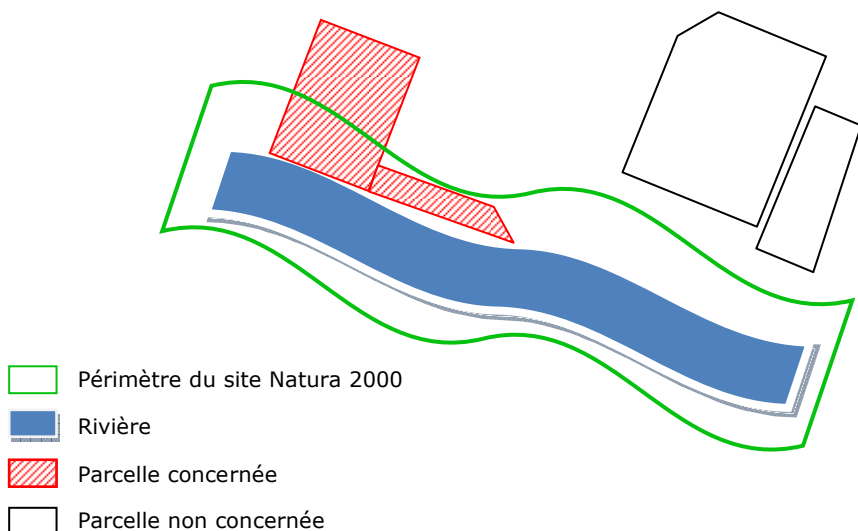 Périmètre du site Natura 2000
Rivière
Parcelle concernée
Parcelle non concernée